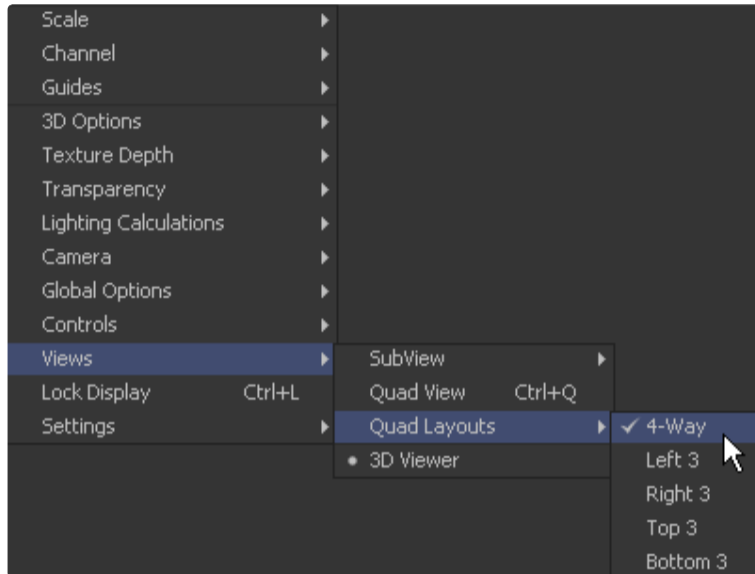 Scale
Channel
Guides
3D Options
Texture Depth
Transparency
Lighting Calculations
Camera
Global Options
Controls
Views
Lock Display Ctrl+L
Settings
SubView
Quad View Ctrl+Q
Quad Layouts
3D Viewer
4-Way
Left 3
Right 3
Top 3
Bottom 3